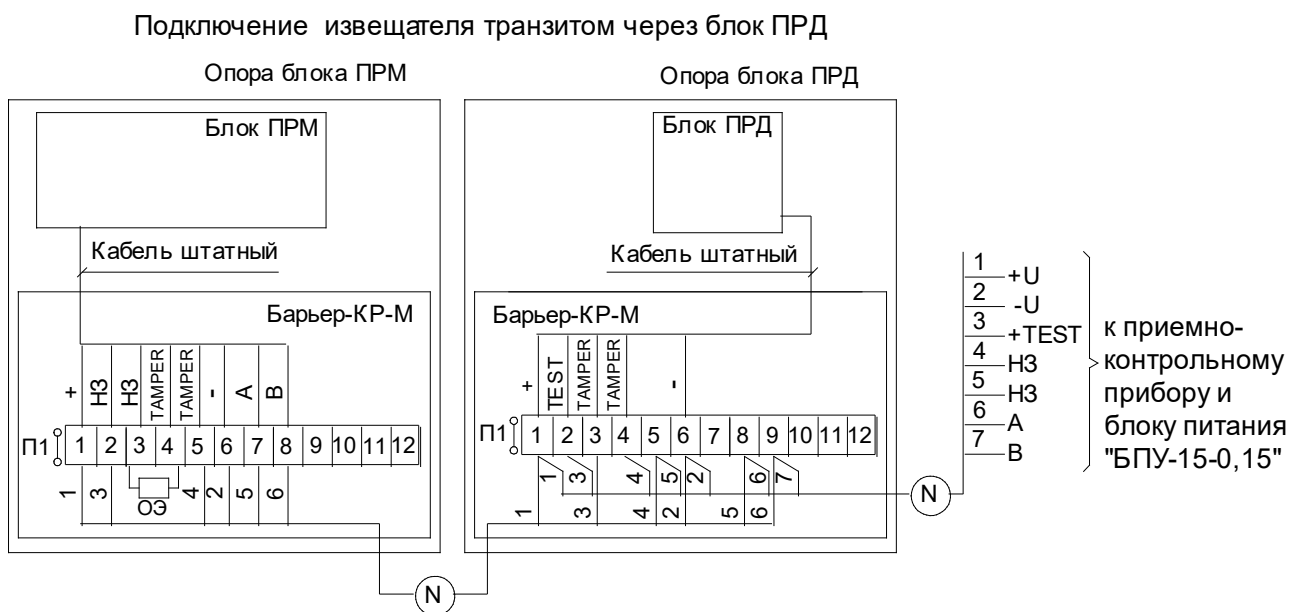 Подключение извещателя транзитом через блок ПРД
Опора блока ПРМ
Опора блока ПРД
Блок ПРМ
Блок ПРД
Кабель штатный
Кабель штатный
Барьер-КР-М
Барьер-КР-М
+ НЗ НЗ TAMPER TAMPER - A B
+ TEST TAMPER TAMPER -
П1 1 2 3 4 5 6 7 8 9 10 11 12
П1 1 2 3 4 5 6 7 8 9 10 11 12
1 3 ОЭ 4 2 5 6
1 3 4 5 2 6 7
1 3 4 2 5 6
N
N
1 +U
2 -U
3 +TEST
4 НЗ
5 НЗ
6 A
7 B
к приемно-
контрольному
прибору и
блоку питания
"БПУ-15-0,15"